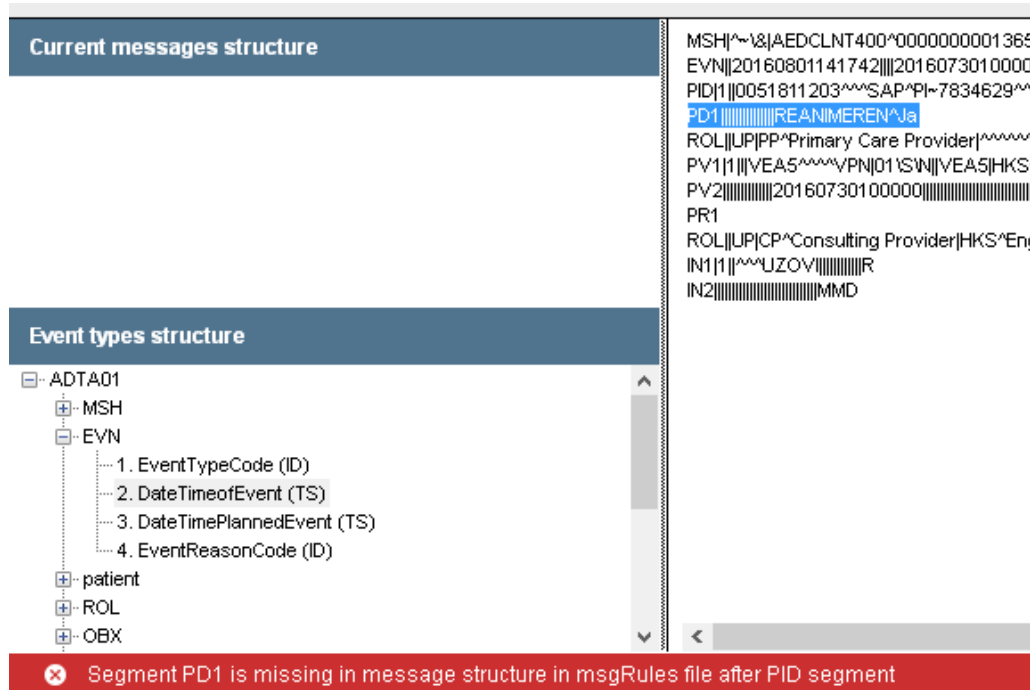 Current messages structure
MSH|^~\&|AEDCLNT400^0000000001365
EVN||20160801141742||||2016073010000
PID|1||0051811203^^^SAP^PI~7834629^^
PD1|||||||||||||||REANIMEREN^Ja
ROL||UP|PP^Primary Care Provider|^^^^^
PV1|1||VEA5^^^^VPN|01\S\N||VEA5|HKS
PV2||||||||||||20160730100000||||||||||||||||||||||||||
PR1
ROL||UP|CP^Consulting Provider|HKS^Eng
IN1|1||^^^UZOVI||||||||||||R
IN2||||||||||||||||||||||||||||MMD
Event types structure
ADTA01
MSH
EVN
1. EventTypeCode (ID)
2. DateTimeofEvent (TS)
3. DateTimePlannedEvent (TS)
4. EventReasonCode (ID)
patient
ROL
OBX
Segment PD1 is missing in message structure in msgRules file after PID segment